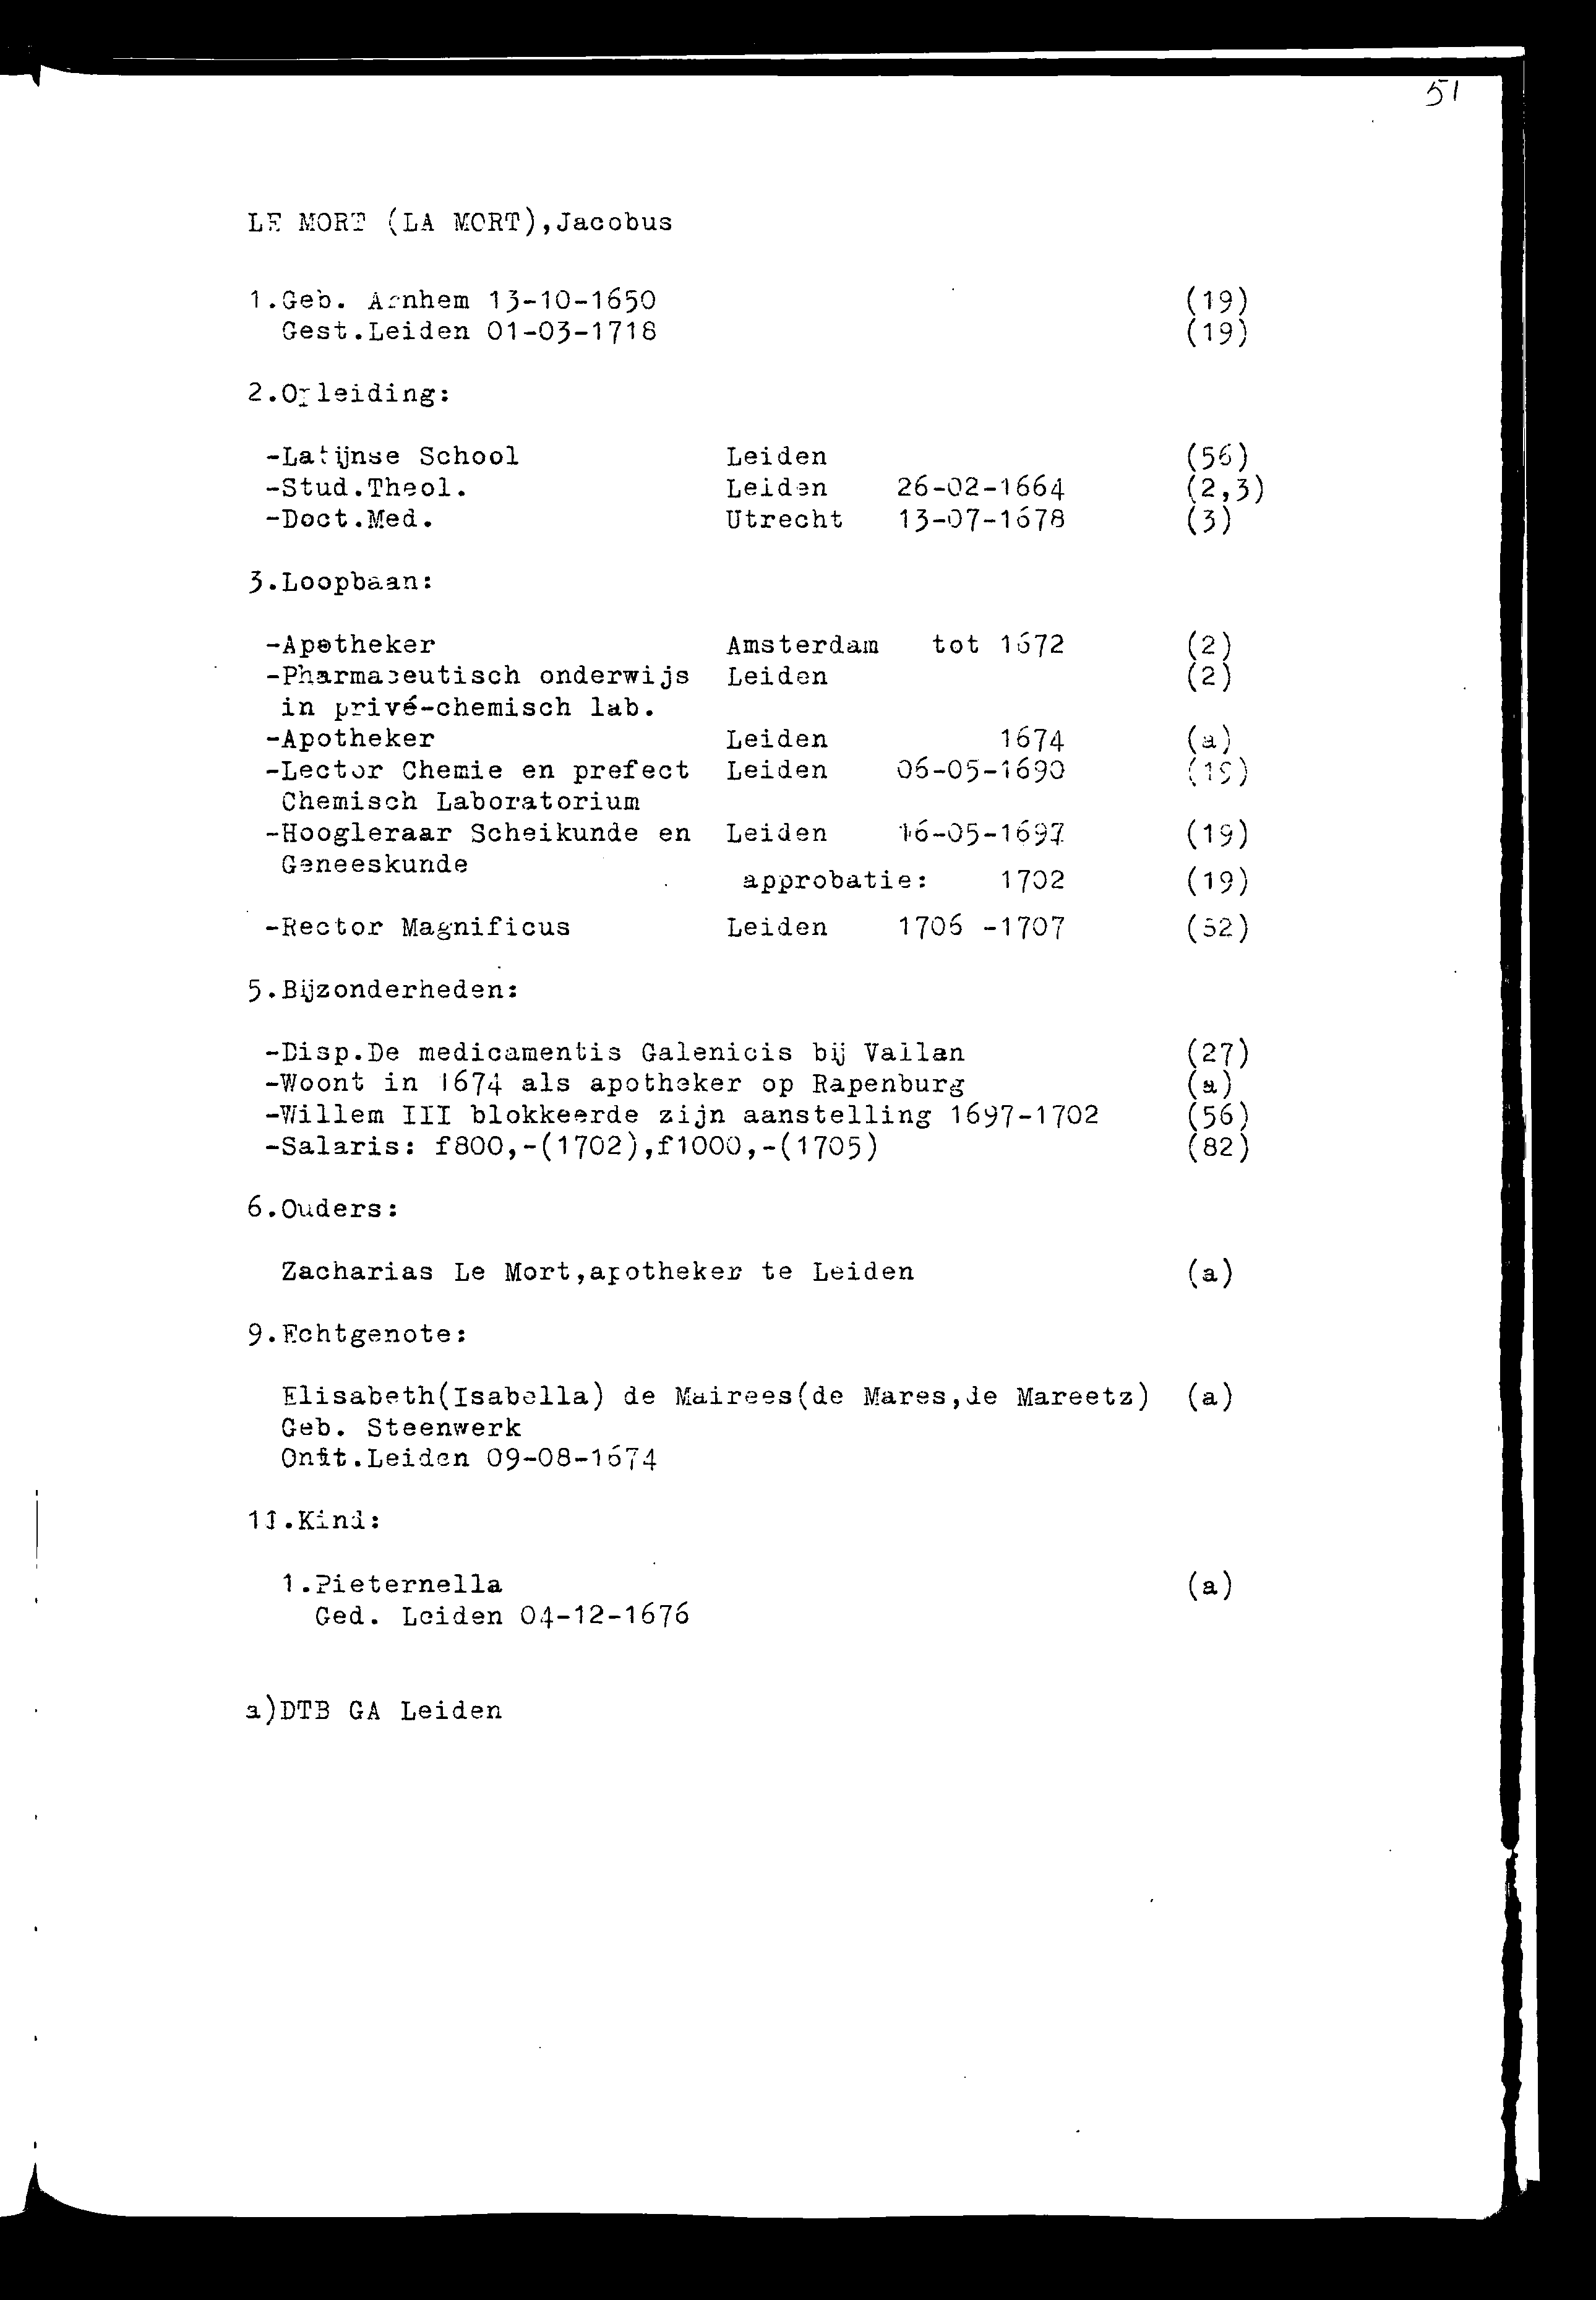 51
LE MORT (LA MORT),Jacobus
1.Geb. Arnhem 13-10-1650 (19)
Gest.Leiden 01-03-1718 (19)
2.Opleiding:
-Latijnse School Leiden (56)
-Stud.Theol. Leiden 26-02-1664 (2,3)
-Doct.Med. Utrecht 13-07-1678 (3)
3.Loopbaan:
-Apotheker Amsterdam tot 1672 (2)
-Pharmaceutisch onderwijs Leiden (2)
in privé-chemisch lab.
-Apotheker Leiden 1674 (a)
-Lector Chemie en prefect Leiden 06-05-1690 (19)
Chemisch Laboratorium
-Hoogleraar Scheikunde en Leiden 16-05-1697 (19)
Geneeskunde
approbatie: 1702 (19)
-Rector Magnificus Leiden 1706 -1707 (52)
5.Bijzonderheden:
-Disp.De medicamentis Galenicis bij Vallan (27)
-Woont in 1674 als apotheker op Rapenburg (a)
-Willem III blokkeerde zijn aanstelling 1697-1702 (56)
-Salaris: f800,-(1702),f1000,-(1705) (82)
6.Ouders:
Zacharias Le Mort,apotheker te Leiden (a)
9.Echtgenote:
Elisabeth(Isabella) de Mairees(de Mares,de Mareetz) (a)
Geb. Steenwerk
Ondt.Leiden 09-08-1674
11.Kind:
1.Pieternella (a)
Ged. Leiden 04-12-1676
a)DTB GA Leiden